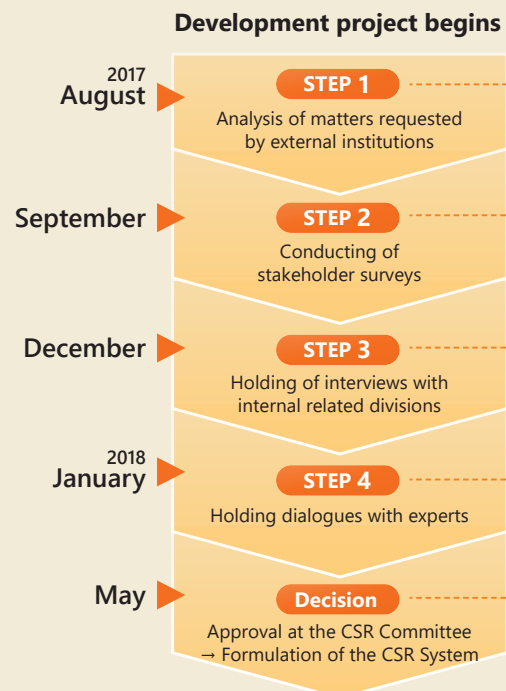 Development project begins
2017
August
STEP 1
Analysis of matters requested
by external institutions
September
STEP 2
Conducting of
stakeholder surveys
December
STEP 3
Holding of interviews with
internal related divisions
2018
January
STEP 4
Holding dialogues with experts
May
Decision
Approval at the CSR Committee
→ Formulation of the CSR System